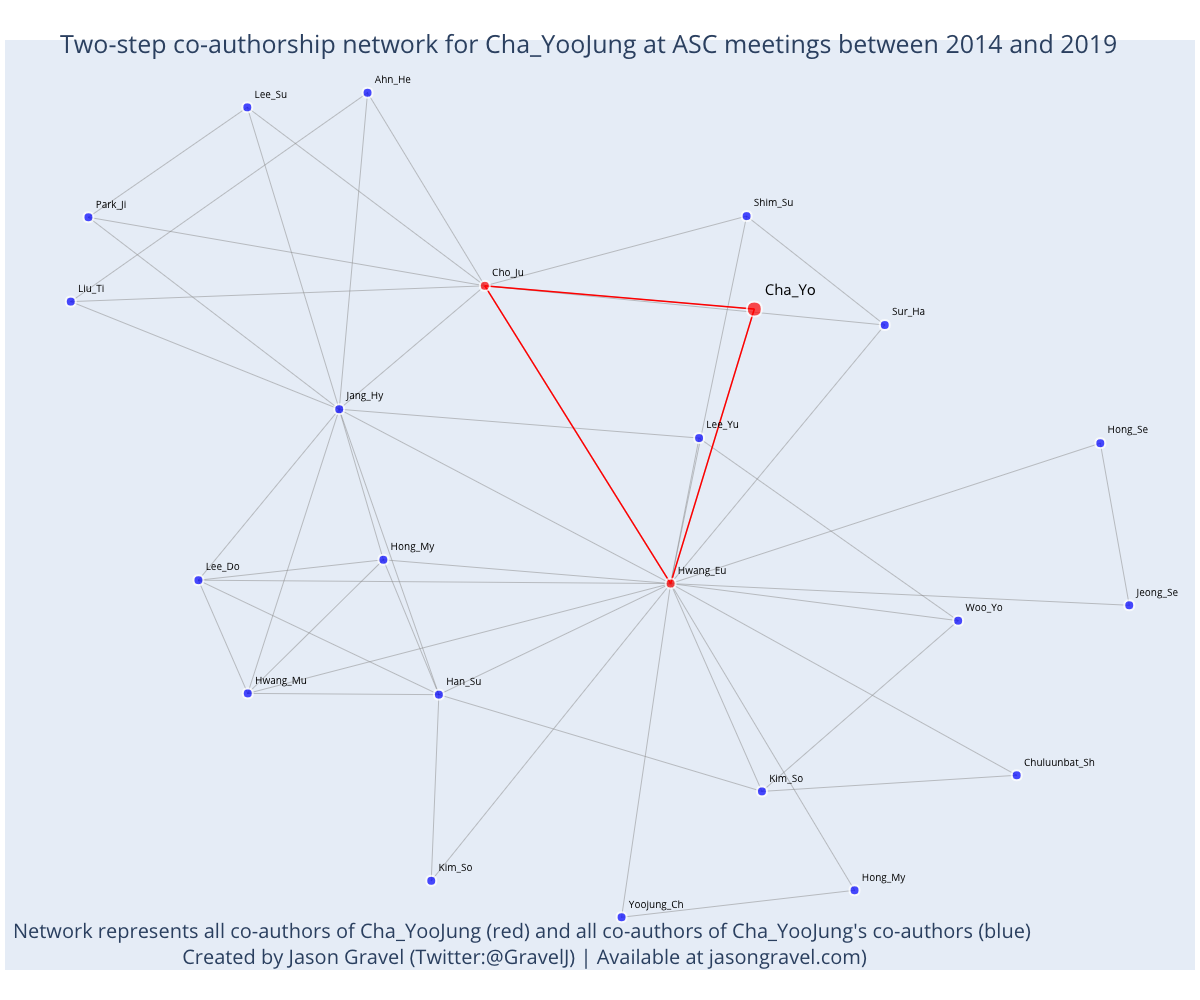 Two-step co-authorship network for Cha_YooJung at ASC meetings between 2014 and 2019
Ahn_He
Lee_Su
Park_Ji
Shim_Su
Cho_Ju
Liu_Ti
Cha_Yo
Sur_Ha
Jang_Hy
Lee_Yu
Hong_Se
Hong_My
Lee_Do
Hwang_Eu
Jeong_Se
Woo_Yo
Hwang_Mu
Han_Su
Chuluunbat_Sh
Kim_So
Kim_So
Hong_My
Yoojung_Ch
Network represents all co-authors of Cha_YooJung (red) and all co-authors of Cha_YooJung's co-authors (blue)
Created by Jason Gravel (Twitter:@GravelJ) | Available at jasongravel.com)